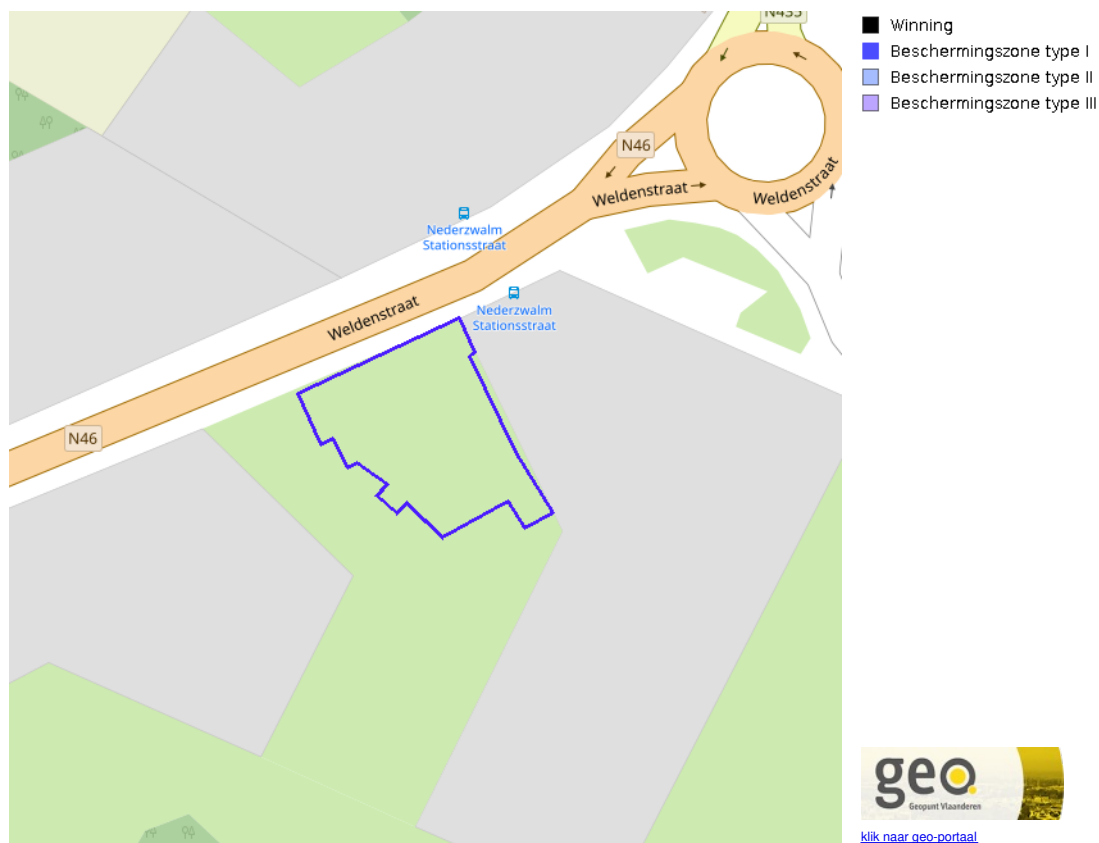 N435
Winning
Beschermingszone type I
Beschermingszone type II
Beschermingszone type III
N46
Weldenstraat
Weldenstraat
Nederzwalm
Stationsstraat
Nederzwalm
Stationsstraat
Weldenstraat
N46
geo
Geopunt Vlaanderen
klik naar geo-portaal